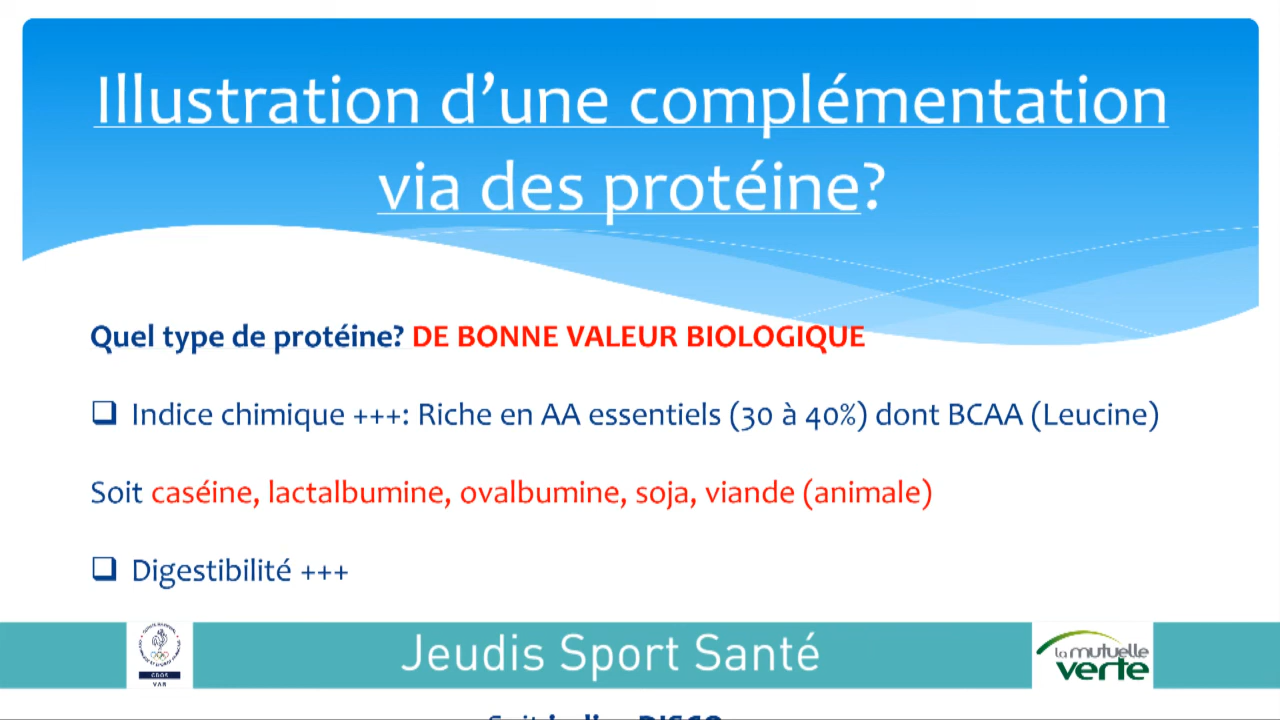 Illustration d’une complémentation
via des protéine?
Quel type de protéine? DE BONNE VALEUR BIOLOGIQUE
❑ Indice chimique +++: Riche en AA essentiels (30 à 40%) dont BCAA (Leucine)
Soit caséine, lactalbumine, ovalbumine, soja, viande (animale)
❑ Digestibilité +++
Jeudis Sport Santé
CDOS
VAR
la mutuelle
verte